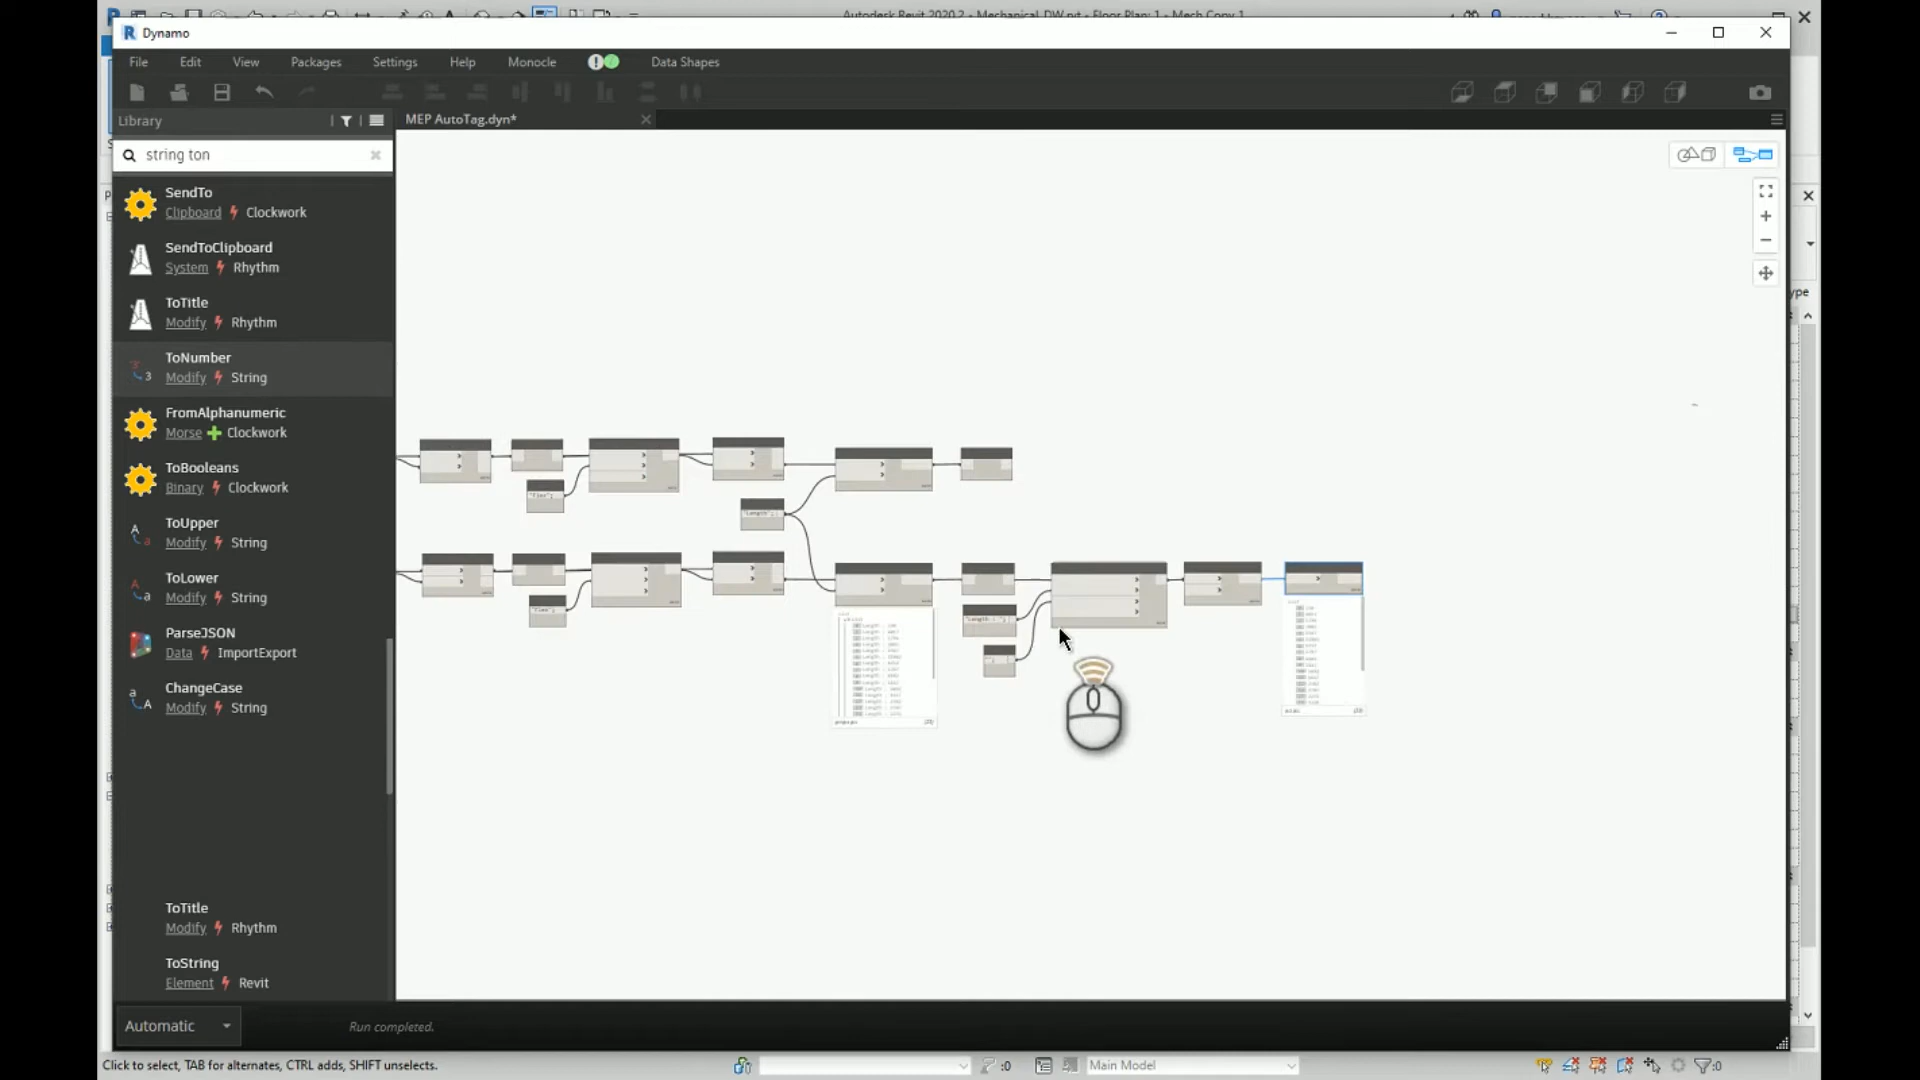 Autodesk Revit 2020.2 - Mechanical_DW.rvt - Floor Plan: 1 - Mech Copy 1
Dynamo
File Edit View Packages Settings Help Monocle Data Shapes
Library
MEP AutoTag.dyn*
string ton
SendTo
Clipboard Clockwork
SendToClipboard
System Rhythm
ToTitle
Modify Rhythm
ToNumber
Modify String
FromAlphanumeric
Morse Clockwork
ToBooleans
Binary Clockwork
ToUpper
Modify String
ToLower
Modify String
ParseJSON
Data ImportExport
ChangeCase
Modify String
ToTitle
Modify Rhythm
ToString
Element Revit
"Length";
Automatic
Run completed.
Click to select, TAB for alternates, CTRL adds, SHIFT unselects.
:0
Main Model
:0